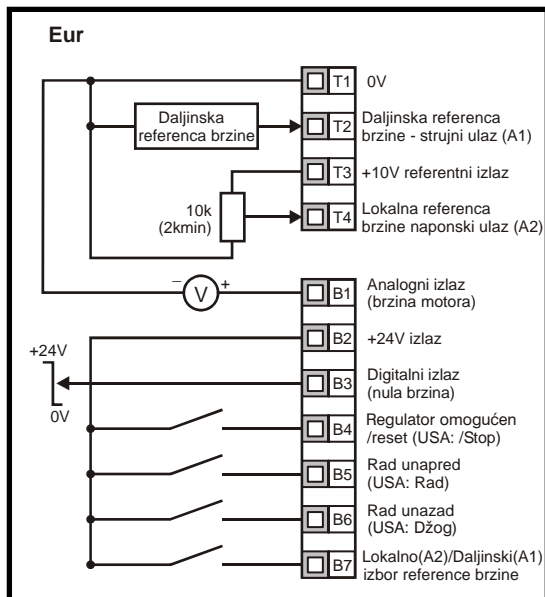 Eur
T1 0V
Daljinska
referenca brzine
T2 Daljinska referenca
brzine - strujni ulaz (A1)
T3 +10V referentni izlaz
10k
(2kmin)
T4 Lokalna referenca
brzine naponski ulaz (A2)
− V +
B1 Analogni izlaz
(brzina motora)
B2 +24V izlaz
+24V
0V
B3 Digitalni izlaz
(nula brzina)
B4 Regulator omogućen
/reset (USA: /Stop)
B5 Rad unapred
(USA: Rad)
B6 Rad unazad
(USA: Džog)
B7 Lokalno(A2)/Daljinski(A1)
izbor reference brzine